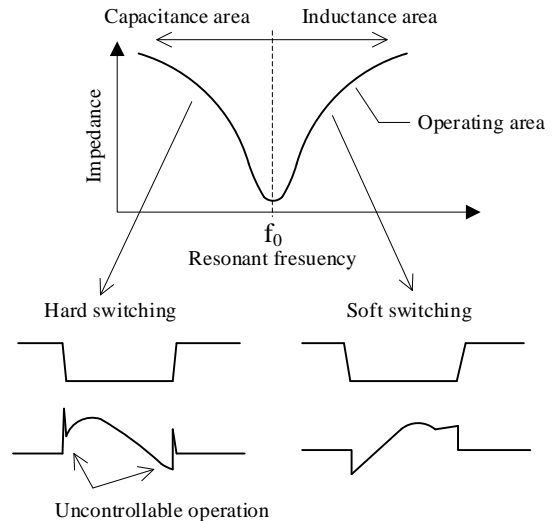 Capacitance area
Inductance area
Impedance
Operating area
f0
Resonant fresuency
Hard switching
Soft switching
Uncontrollable operation